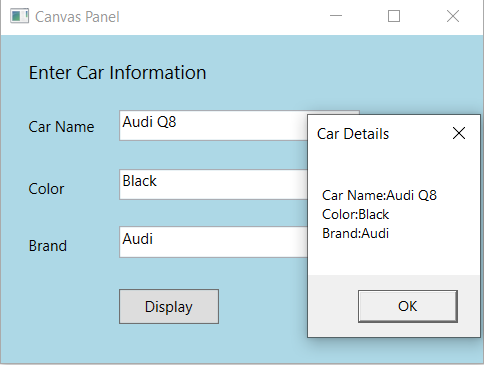 Canvas Panel
Enter Car Information
Car Name Audi Q8
Color Black
Brand Audi
Display
Car Details
Car Name:Audi Q8
Color:Black
Brand:Audi
OK